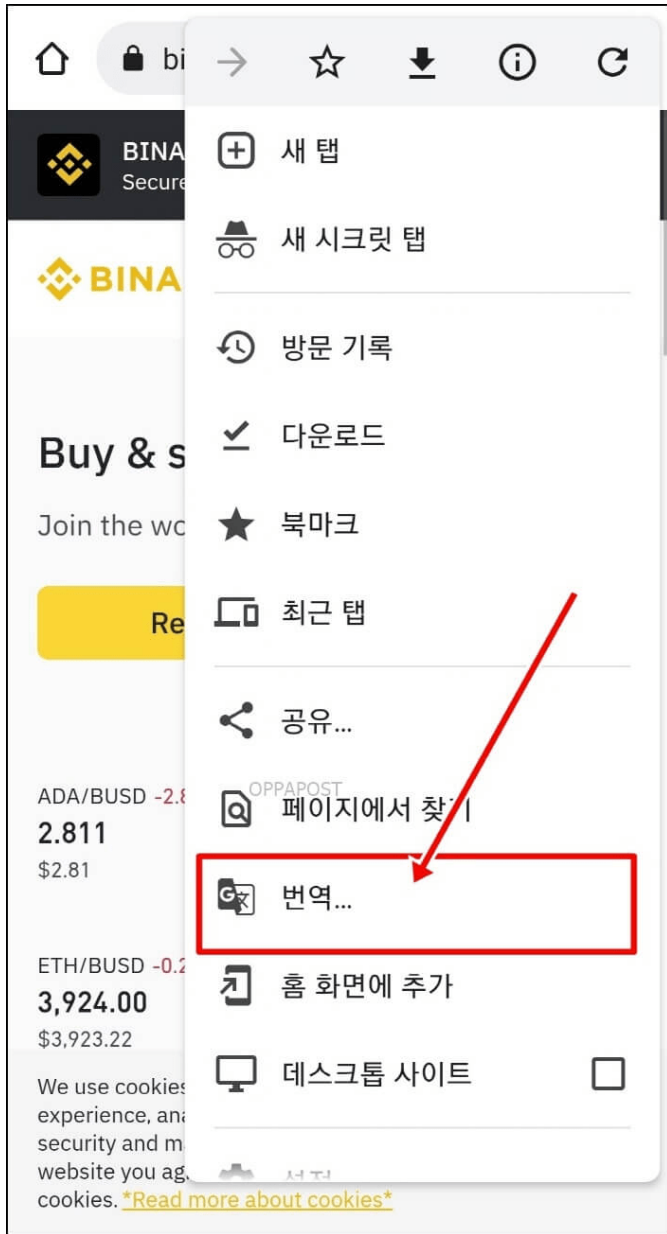 bi
BINA
Secure
새 탭
새 시크릿 탭
BINA
방문 기록
Buy & s
다운로드
Join the wo
북마크
Re
최근 탭
공유...
OPPAPOST
ADA/BUSD -2.8
페이지에서 찾기
2.811
$2.81
번역...
ETH/BUSD -0.2
홈 화면에 추가
3,924.00
$3,923.22
데스크톱 사이트
We use cookies
experience, ana
security and m
website you ag
설정
cookies. *Read more about cookies*